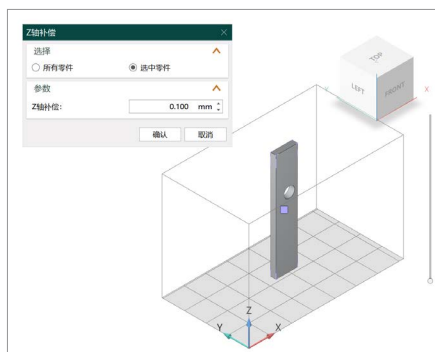 Z轴补偿
选择
所有零件 选中零件
参数
Z轴补偿: 0.100 mm
确认 取消
TOP
LEFT FRONT
Y X
Z
Y X